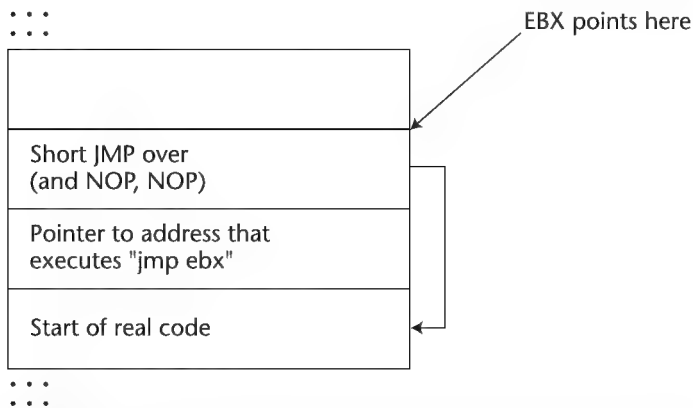 EBX points here
Short JMP over
(and NOP, NOP)
Pointer to address that
executes "jmp ebx"
Start of real code